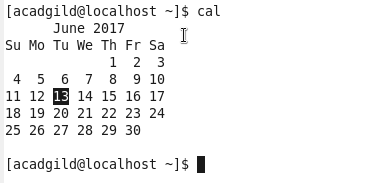 [acadgild@localhost ~]$ cal
      June 2017
Su Mo Tu We Th Fr Sa
             1  2  3
 4  5  6  7  8  9 10
11 12 13 14 15 16 17
18 19 20 21 22 23 24
25 26 27 28 29 30
[acadgild@localhost ~]$